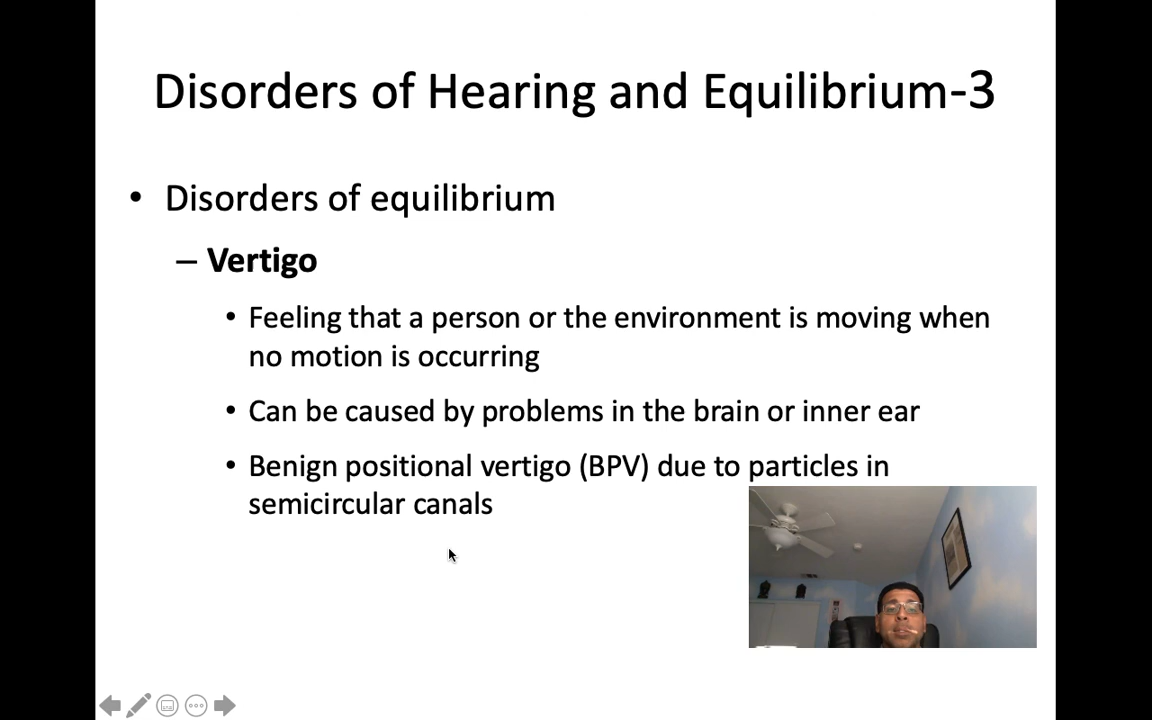 Disorders of Hearing and Equilibrium-3
• Disorders of equilibrium
– Vertigo
• Feeling that a person or the environment is moving when
no motion is occurring
• Can be caused by problems in the brain or inner ear
• Benign positional vertigo (BPV) due to particles in
semicircular canals